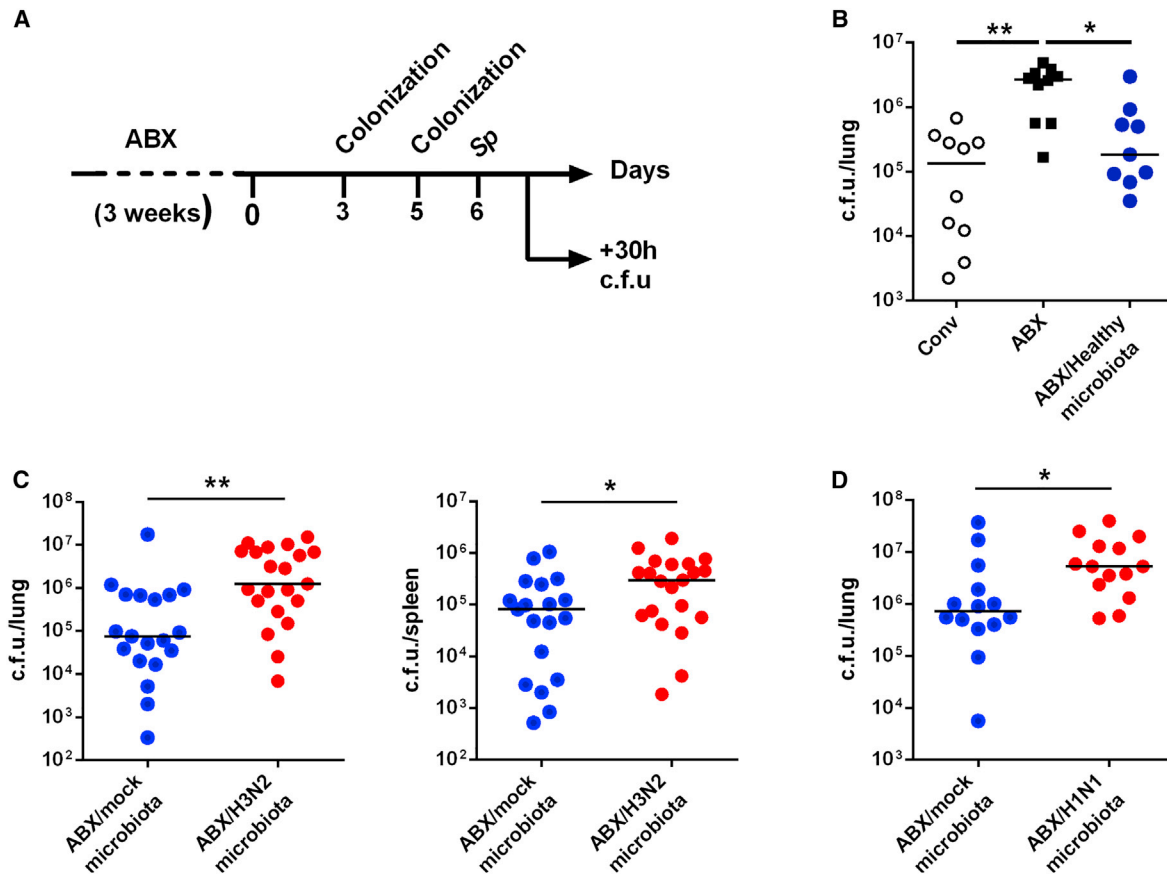 A
ABX
(3 weeks)
Colonization
Colonization
Sp
Days
0
3
5
6
+30h
c.f.u
B
**
*
c.f.u./lung
10⁷
10⁶
10⁵
10⁴
10³
Conv
ABX
ABX/Healthy
microbiota
C
**
c.f.u./lung
10⁸
10⁷
10⁶
10⁵
10⁴
10³
10²
ABX/mock
microbiota
ABX/H3N2
microbiota
*
c.f.u./spleen
10⁷
10⁶
10⁵
10⁴
10³
10²
ABX/mock
microbiota
ABX/H3N2
microbiota
D
*
c.f.u./lung
10⁸
10⁷
10⁶
10⁵
10⁴
10³
ABX/mock
microbiota
ABX/H1N1
microbiota